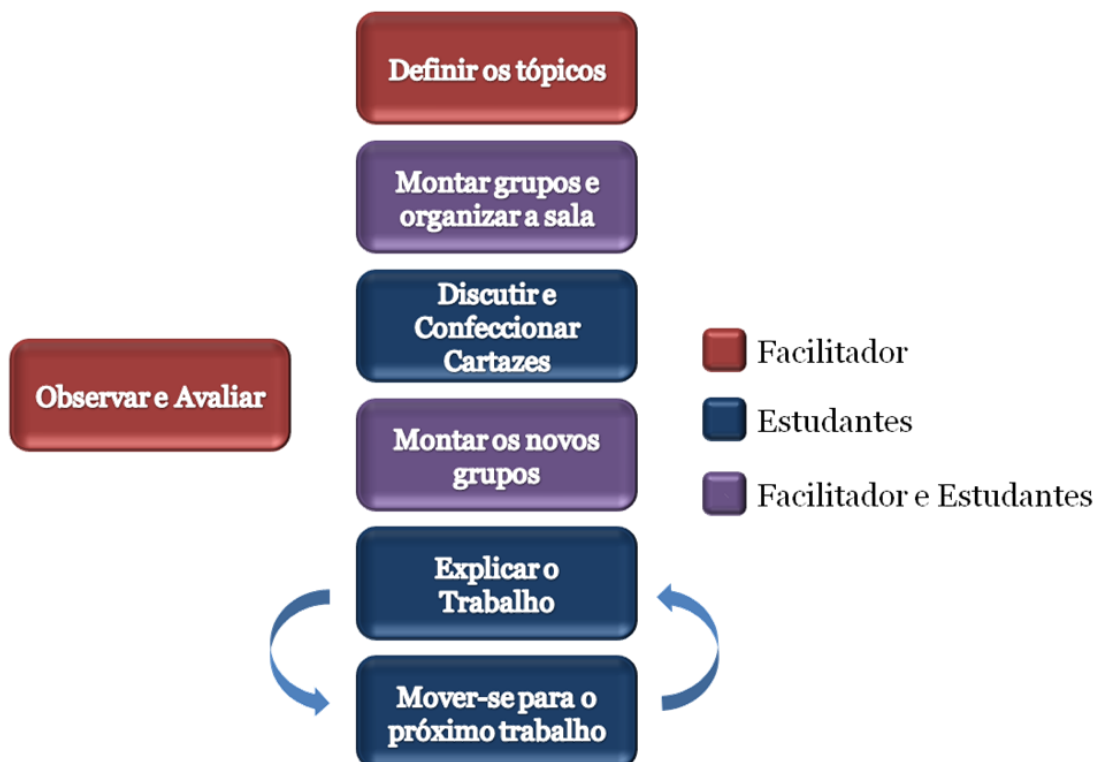 Definir os tópicos
Montar grupos e
organizar a sala
Discutir e
Confeccionar
Cartazes
Observar e Avaliar
Montar os novos
grupos
Explicar o
Trabalho
Mover-se para o
próximo trabalho
Facilitador
Estudantes
Facilitador e Estudantes